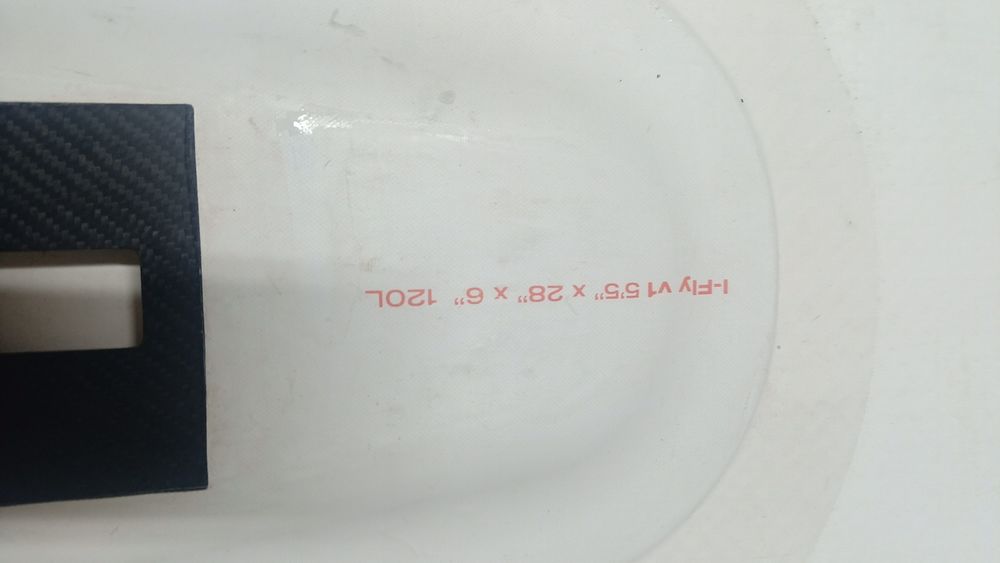 I-Fly v1 5'5" x 28" x 6" 120L